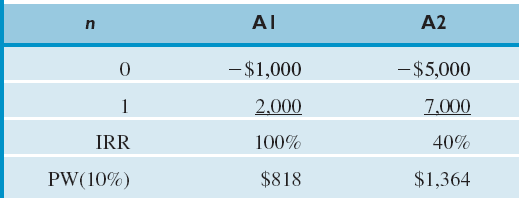 n A1 A2
0 –$1,000 –$5,000
1 2,000 7,000
IRR 100% 40%
PW(10%) $818 $1,364